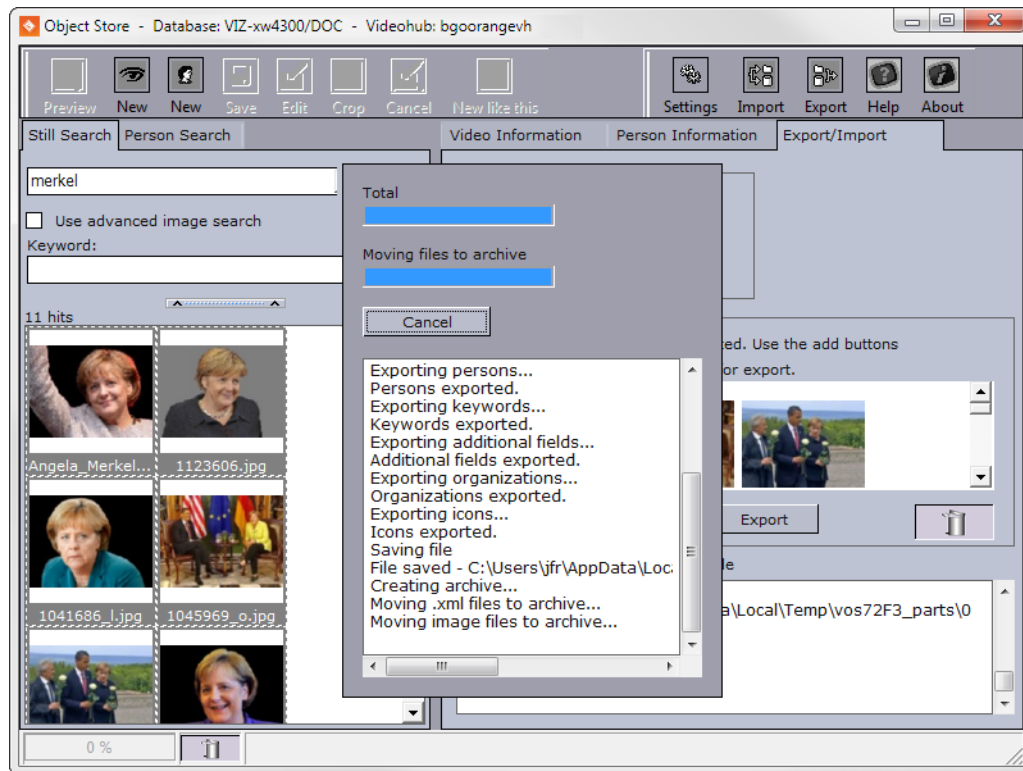 Object Store - Database: VIZ-xw4300/DOC - Videohub: bgoorangevh
Preview New New Save Edit Crop Cancel New like this Settings Import Export Help About
Still Search Person Search Video Information Person Information Export/Import
merkel
Use advanced image search
Keyword:
11 hits
Angela_Merkel... 1123606.jpg
1041686_l.jpg 1045969_o.jpg
Total
Moving files to archive
Cancel
Exporting persons...
Persons exported.
Exporting keywords...
Keywords exported.
Exporting additional fields...
Additional fields exported.
Exporting organizations...
Organizations exported.
Exporting icons...
Icons exported.
Saving file
File saved - C:\Users\jfr\AppData\Loc
Creating archive...
Moving .xml files to archive...
Moving image files to archive...
ed. Use the add buttons
or export.
Export
le
a\Local\Temp\vos72F3_parts\0
0 %